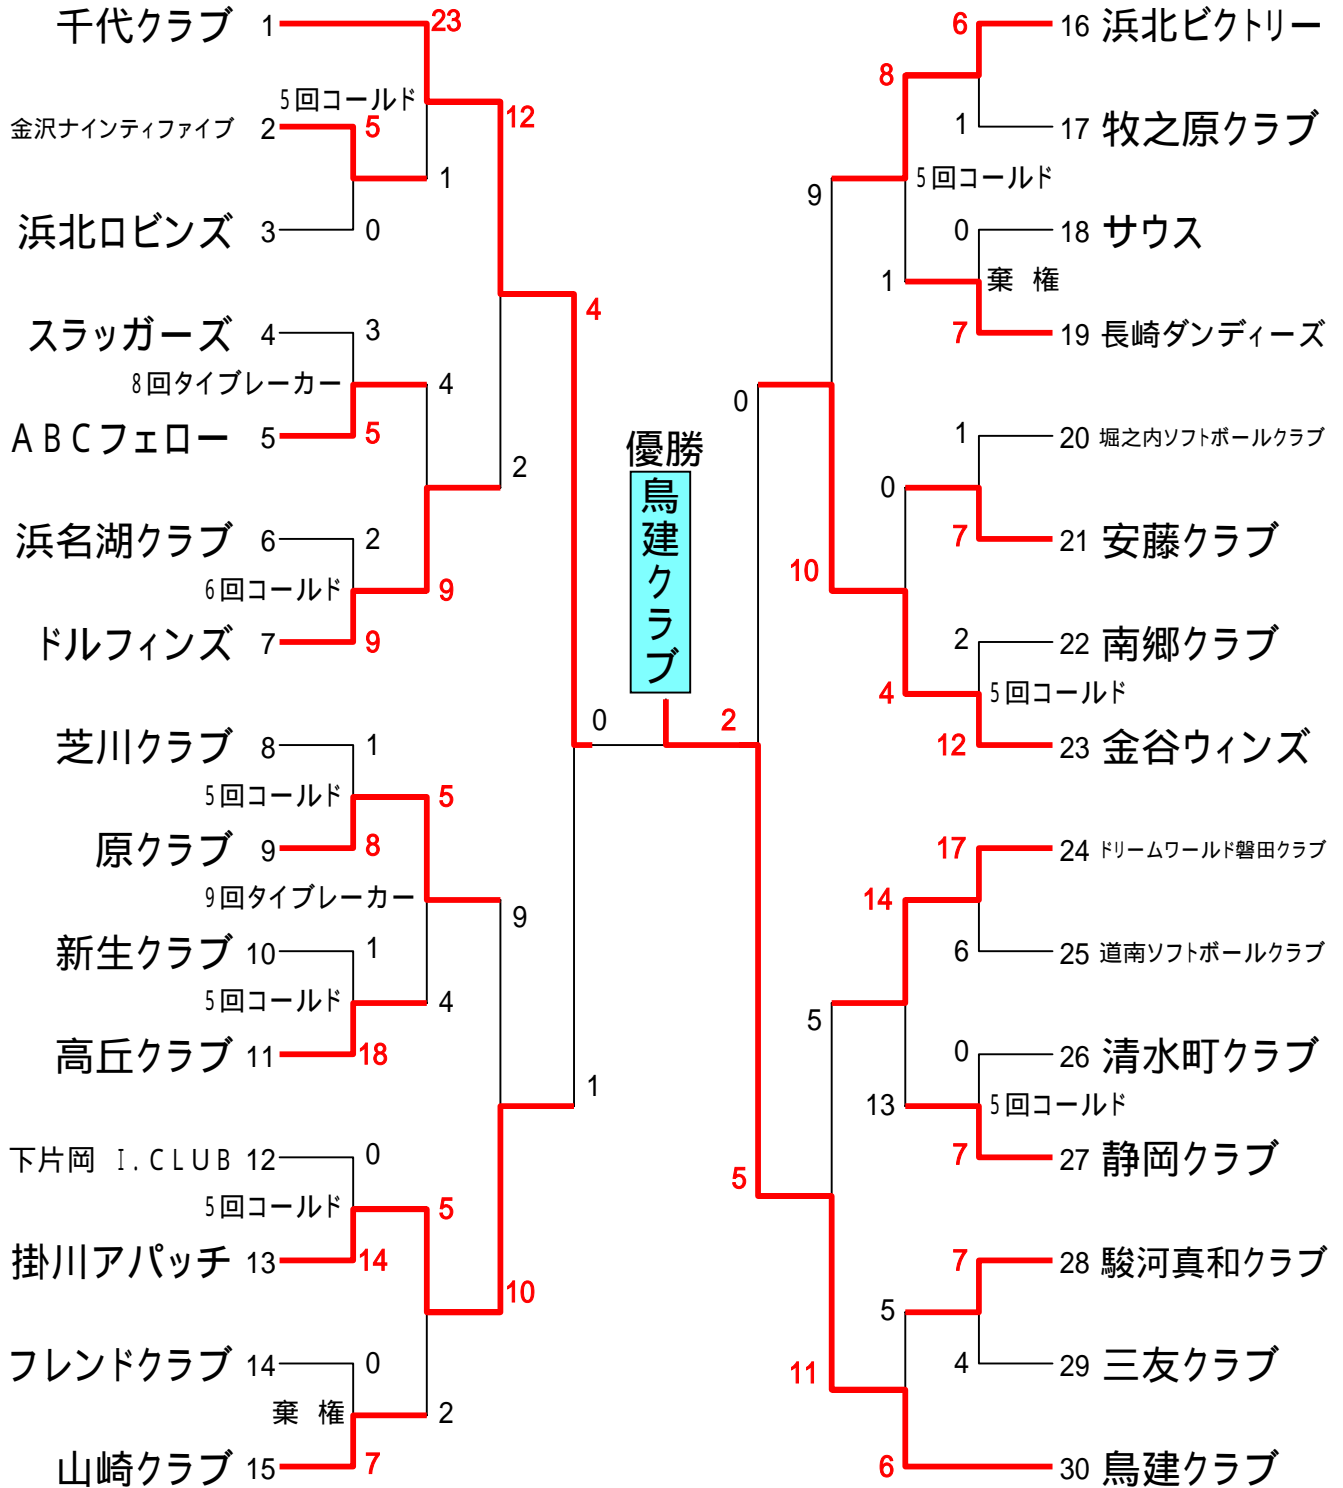 千代クラブ 1 23
5回コールド 12
金沢ナインティファイブ 2 5
1
浜北ロビンズ 3 0
4
スラッガーズ 4 3
8回タイブレーカー 4
ABCフェロー 5 5
2
浜名湖クラブ 6 2
6回コールド 9
ドルフィンズ 7 9
0
芝川クラブ 8 1
5回コールド 5
原クラブ 9 8
9回タイブレーカー 9
新生クラブ 10 1
5回コールド 4
高丘クラブ 11 18
1
下片岡 I.CLUB 12 0
5回コールド 5
掛川アパッチ 13 14
10
フレンドクラブ 14 0
棄権 2
山崎クラブ 15 7
優勝
鳥建クラブ
2
6 16 浜北ビクトリー
8
1 17 牧之原クラブ
9 5回コールド
0 18 サウス
1 棄権
7 19 長崎ダンディーズ
0
1 20 堀之内ソフトボールクラブ
0
7 21 安藤クラブ
10
2 22 南郷クラブ
4 5回コールド
12 23 金谷ウィンズ
17 24 ドリームワールド磐田クラブ
14
6 25 道南ソフトボールクラブ
5
0 26 清水町クラブ
13 5回コールド
7 27 静岡クラブ
5
7 28 駿河真和クラブ
5
4 29 三友クラブ
11
6 30 鳥建クラブ